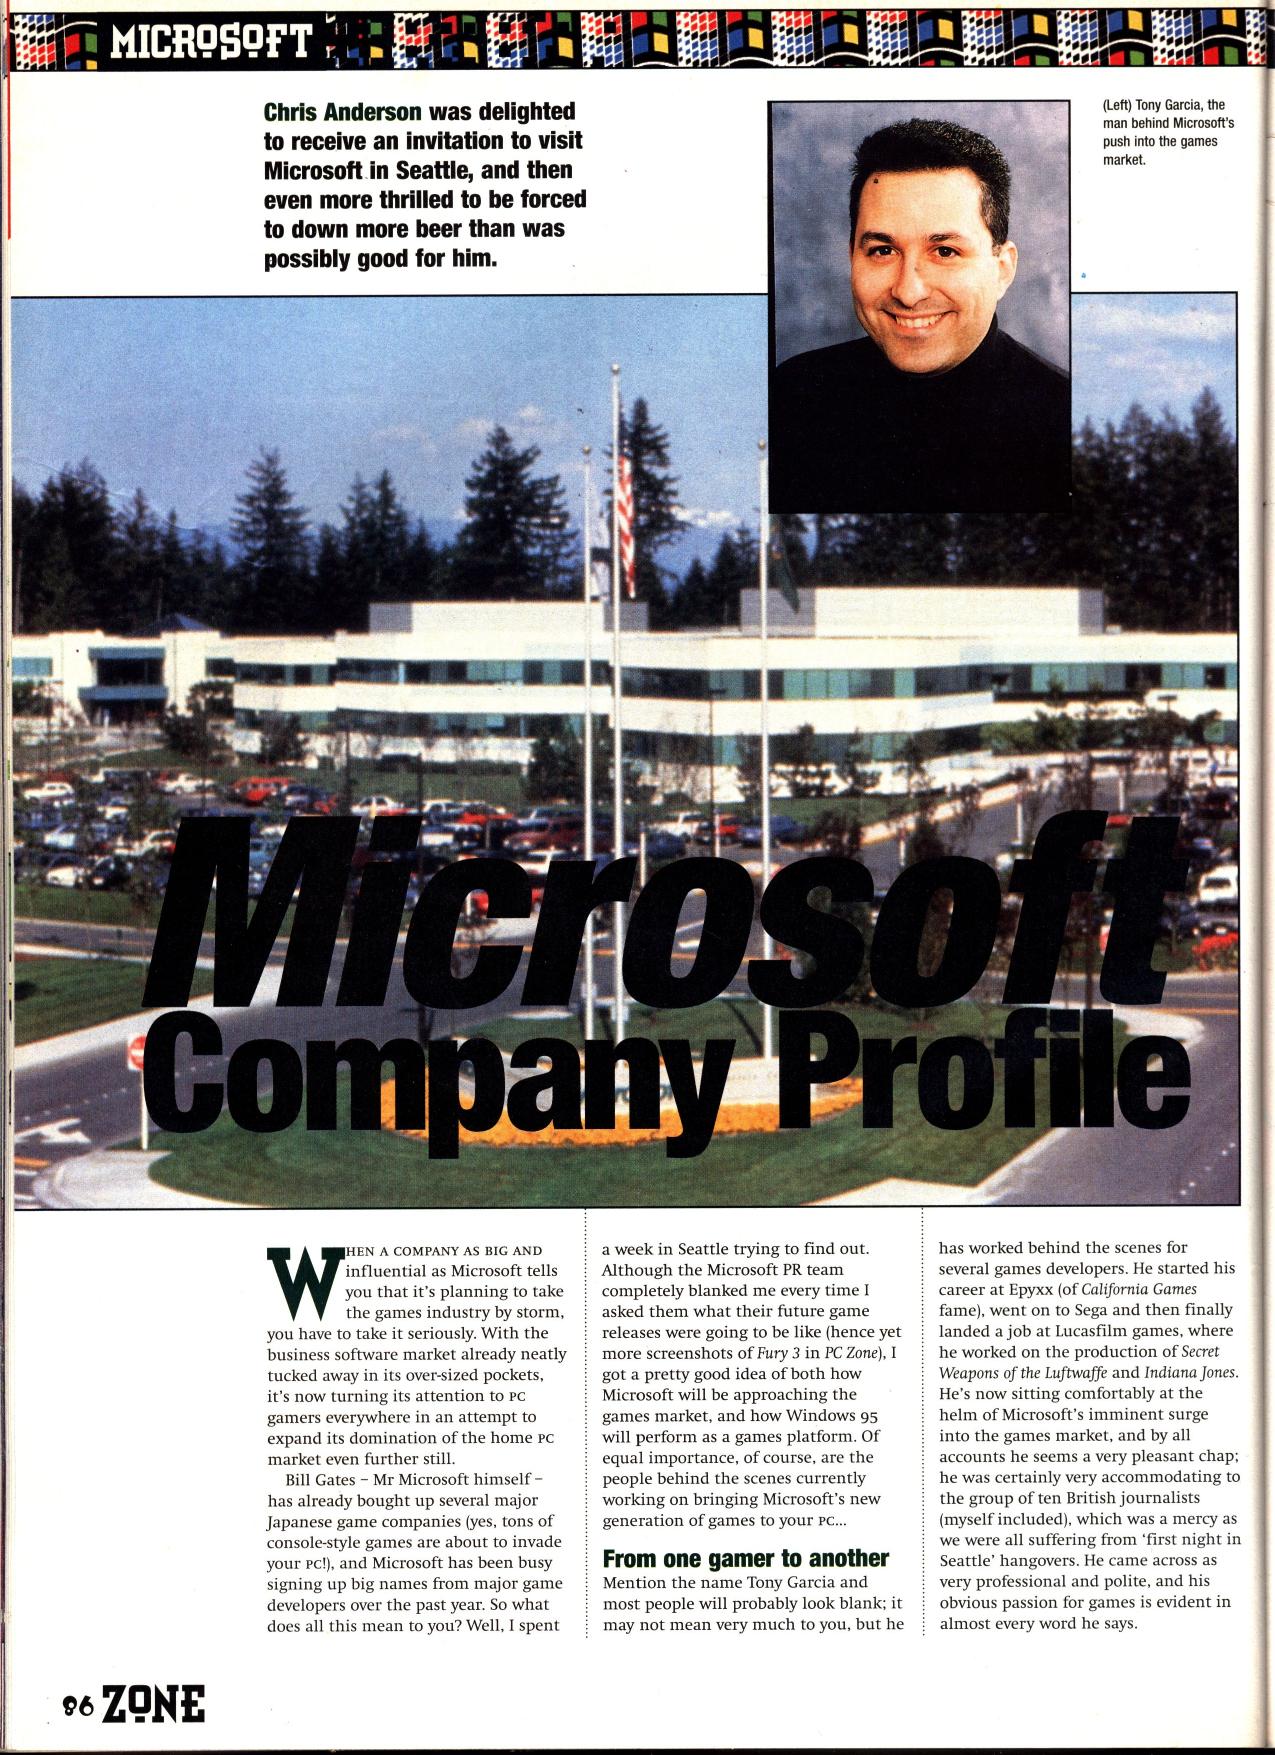 MICROSOFT
Chris Anderson was delighted
to receive an invitation to visit
Microsoft in Seattle, and then
even more thrilled to be forced
to down more beer than was
possibly good for him.
(Left) Tony Garcia, the
man behind Microsoft's
push into the games
market.
Microsoft
Company Profile
WHEN A COMPANY AS BIG AND
influential as Microsoft tells
you that it's planning to take
the games industry by storm,
you have to take it seriously. With the
business software market already neatly
tucked away in its over-sized pockets,
it's now turning its attention to PC
gamers everywhere in an attempt to
expand its domination of the home PC
market even further still.
Bill Gates – Mr Microsoft himself –
has already bought up several major
Japanese game companies (yes, tons of
console-style games are about to invade
your PC!), and Microsoft has been busy
signing up big names from major game
developers over the past year. So what
does all this mean to you? Well, I spent
a week in Seattle trying to find out.
Although the Microsoft PR team
completely blanked me every time I
asked them what their future game
releases were going to be like (hence yet
more screenshots of Fury 3 in PC Zone), I
got a pretty good idea of both how
Microsoft will be approaching the
games market, and how Windows 95
will perform as a games platform. Of
equal importance, of course, are the
people behind the scenes currently
working on bringing Microsoft's new
generation of games to your PC...
From one gamer to another
Mention the name Tony Garcia and
most people will probably look blank; it
may not mean very much to you, but he
has worked behind the scenes for
several games developers. He started his
career at Epyxx (of California Games
fame), went on to Sega and then finally
landed a job at Lucasfilm games, where
he worked on the production of Secret
Weapons of the Luftwaffe and Indiana Jones.
He's now sitting comfortably at the
helm of Microsoft's imminent surge
into the games market, and by all
accounts he seems a very pleasant chap;
he was certainly very accommodating to
the group of ten British journalists
(myself included), which was a mercy as
we were all suffering from 'first night in
Seattle' hangovers. He came across as
very professional and polite, and his
obvious passion for games is evident in
almost every word he says.
86 ZONE